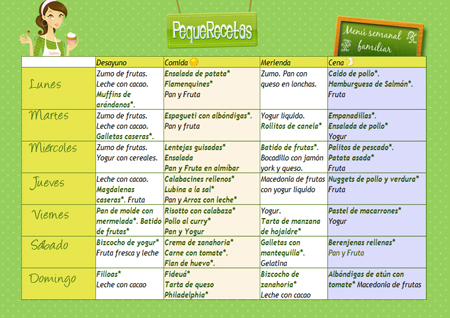 PequeRecetas
Menú semanal
familiar
Desayuno
Comida
Merienda
Cena
Lunes
Zumo de frutas.
Leche con cacao.
Muffins de
arándanos*.
Ensalada de patata*
Flamenquines*
Pan y Fruta
Zumo. Pan con
queso en lonchas.
Caldo de pollo*.
Hamburguesa de Salmón*.
Fruta
Martes
Zumo de frutas.
Leche con cacao.
Galletas caseras*.
Espagueti con albóndigas*.
Pan y fruta
Yogur líquido.
Rollitos de canela*
Empanadillas*.
Ensalada de pollo*
Yogur
Miércoles
Zumo de frutas.
Yogur con cereales.
Lentejas guisadas*
Ensalada
Pan y Fruta en almíbar
Batido de frutas*.
Bocadillo con jamón
york y queso.
Palitos de pescado*.
Patata asada*
Fruta
Jueves
Leche con cacao.
Magdalenas
caseras*. Fruta
Calabacines rellenos*
Lubina a la sal*
Pan y Arroz con leche*
Macedonia de frutas
con yogur líquido
Nuggets de pollo y verdura*
Fruta
Viernes
Pan de molde con
mermelada*. Batido
de frutas*
Risotto con calabaza*
Pollo al curry*
Pan y Yogur
Yogur.
Tarta de manzana
de hojaldre*
Pastel de macarrones*
Yogur
Sábado
Bizcocho de yogur*
Fruta fresca y leche
Crema de zanahoria*
Carne con tomate*.
Flan de huevo*.
Galletas con
mantequilla*.
Gelatina
Berenjenas rellenas*
Pan y Fruta
Domingo
Filloas*
Leche con cacao
Fideuá*
Tarta de queso
Philadelphia*
Bizcocho de
zanahoria*
Leche con cacao
Albóndigas de atún con
tomate* Macedonia de frutas